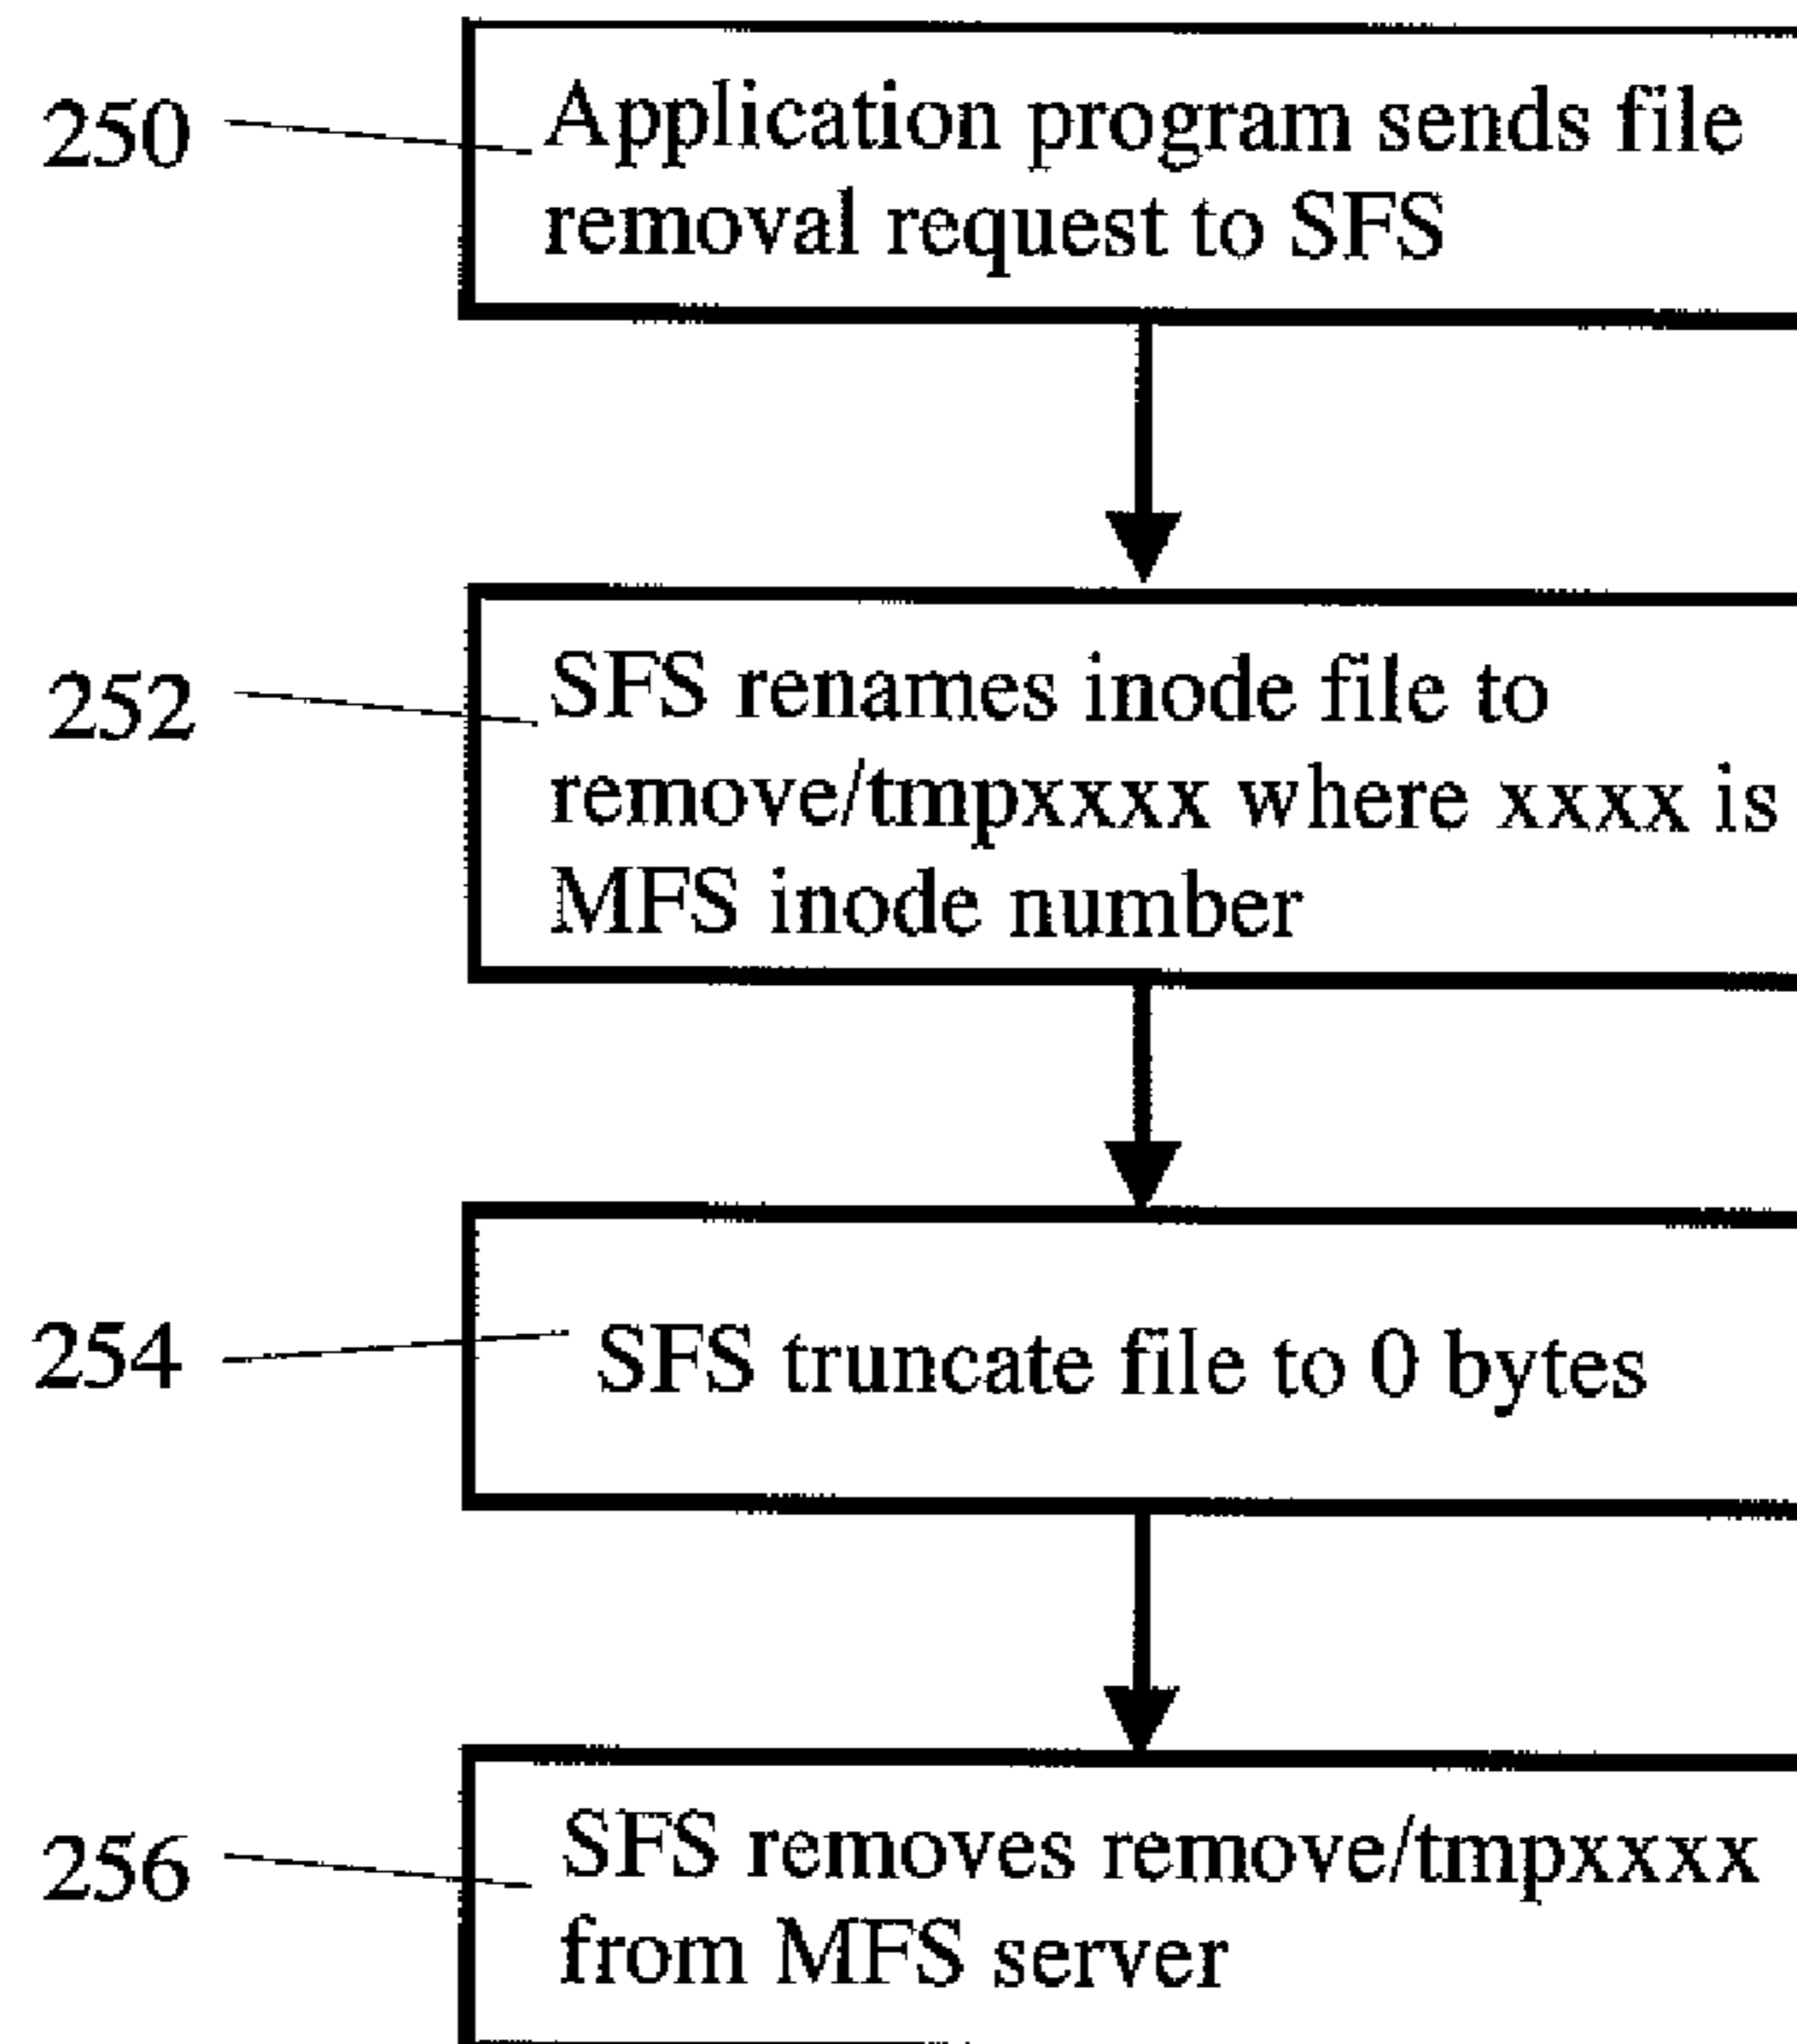 250
Application program sends file
removal request to SFS
252
SFS renames inode file to
remove/tmpxxxx where xxxx is
MFS inode number
254
SFS truncate file to 0 bytes
256
SFS removes remove/tmpxxxx
from MFS server